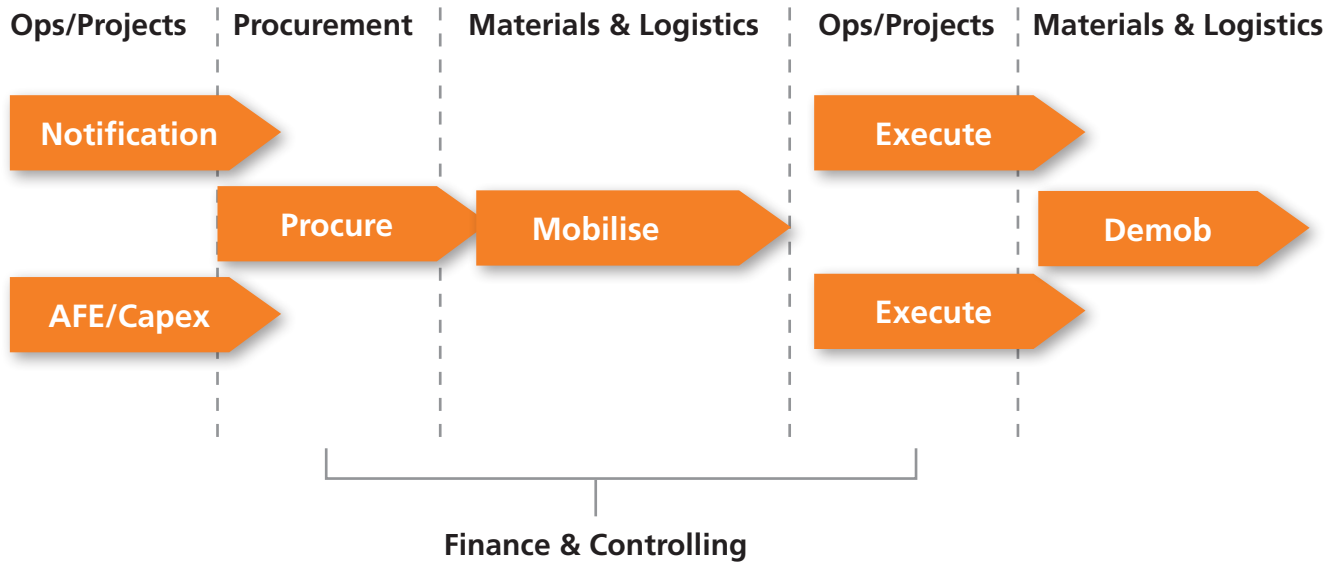 Ops/Projects
Procurement
Materials & Logistics
Ops/Projects
Materials & Logistics
Notification
Execute
Procure
Mobilise
Demob
AFE/Capex
Execute
Finance & Controlling